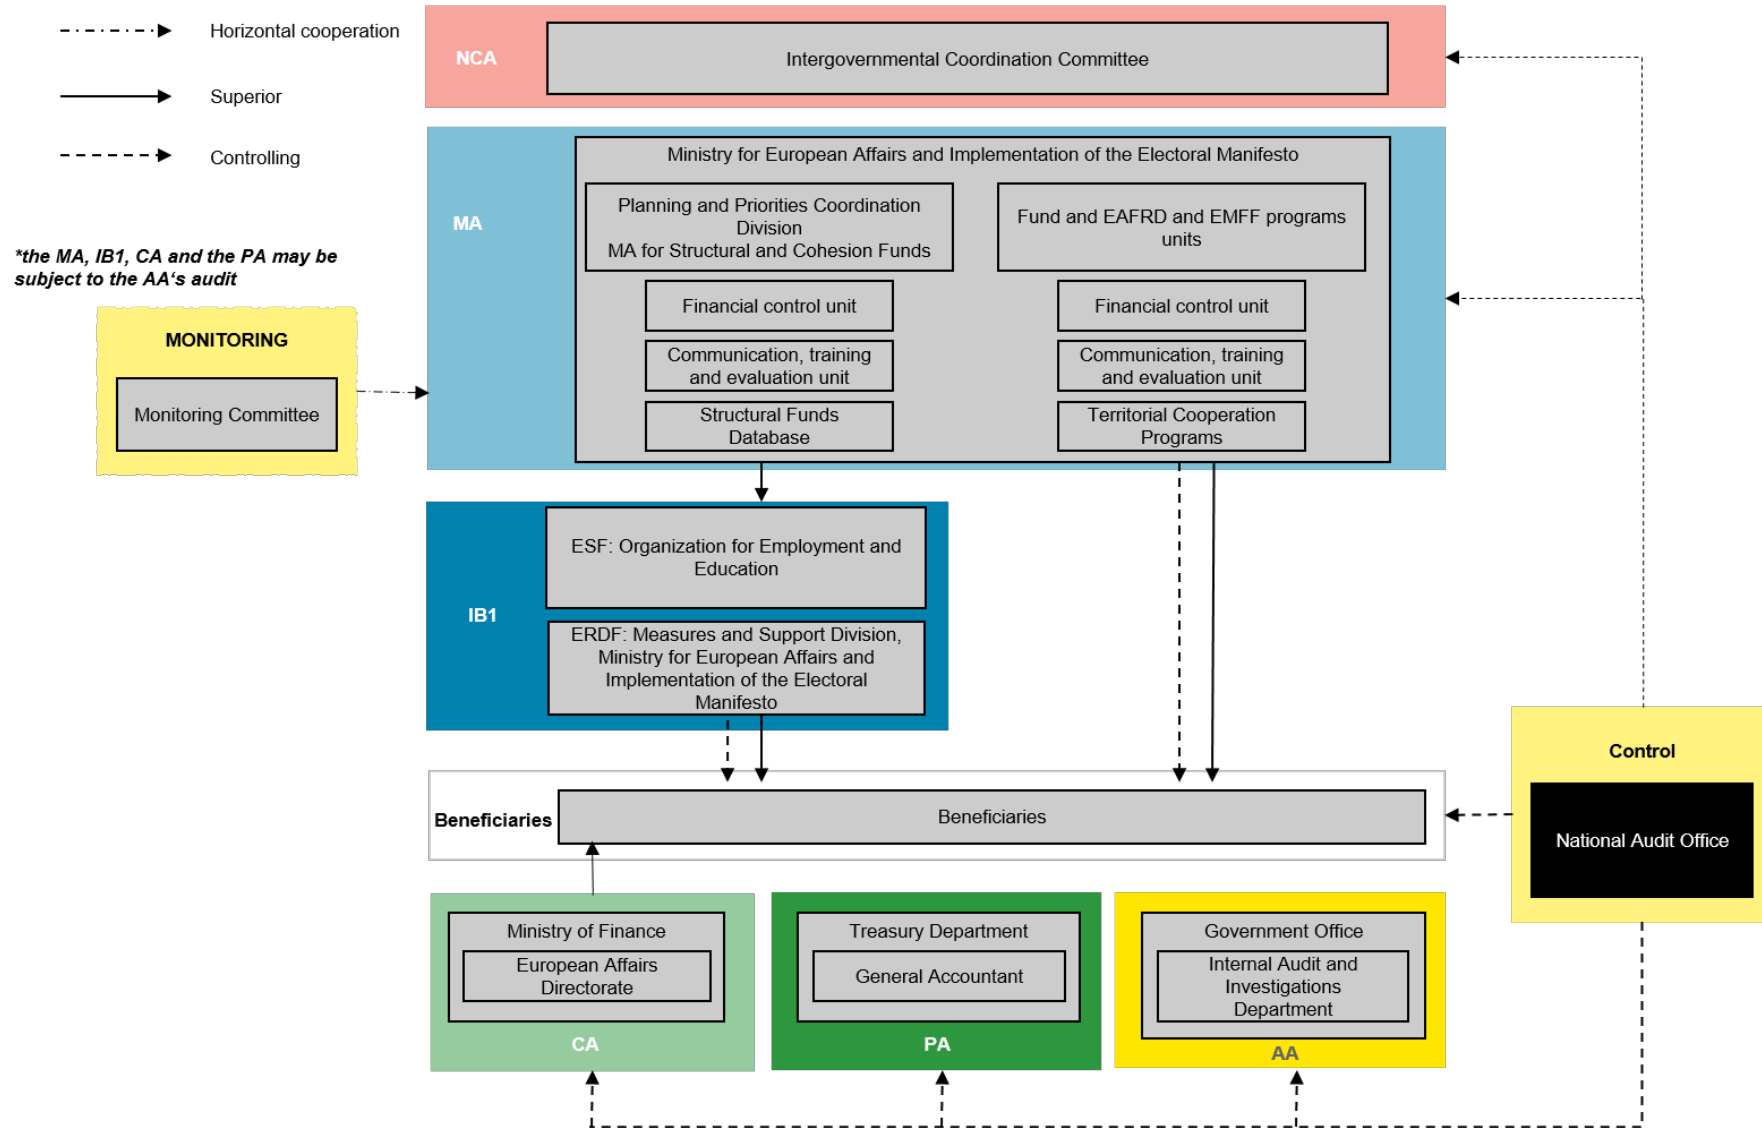 Horizontal cooperation
Superior
Controlling
*the MA, IB1, CA and the PA may be
subject to the AA‘s audit
MONITORING
Monitoring Committee
NCA
Intergovernmental Coordination Committee
MA
Ministry for European Affairs and Implementation of the Electoral Manifesto
Planning and Priorities Coordination
Division
MA for Structural and Cohesion Funds
Financial control unit
Communication, training
and evaluation unit
Structural Funds
Database
Fund and EAFRD and EMFF programs
units
Financial control unit
Communication, training
and evaluation unit
Territorial Cooperation
Programs
IB1
ESF: Organization for Employment and
Education
ERDF: Measures and Support Division,
Ministry for European Affairs and
Implementation of the Electoral
Manifesto
Beneficiaries
Beneficiaries
Control
National Audit Office
Ministry of Finance
European Affairs
Directorate
CA
Treasury Department
General Accountant
PA
Government Office
Internal Audit and
Investigations
Department
AA